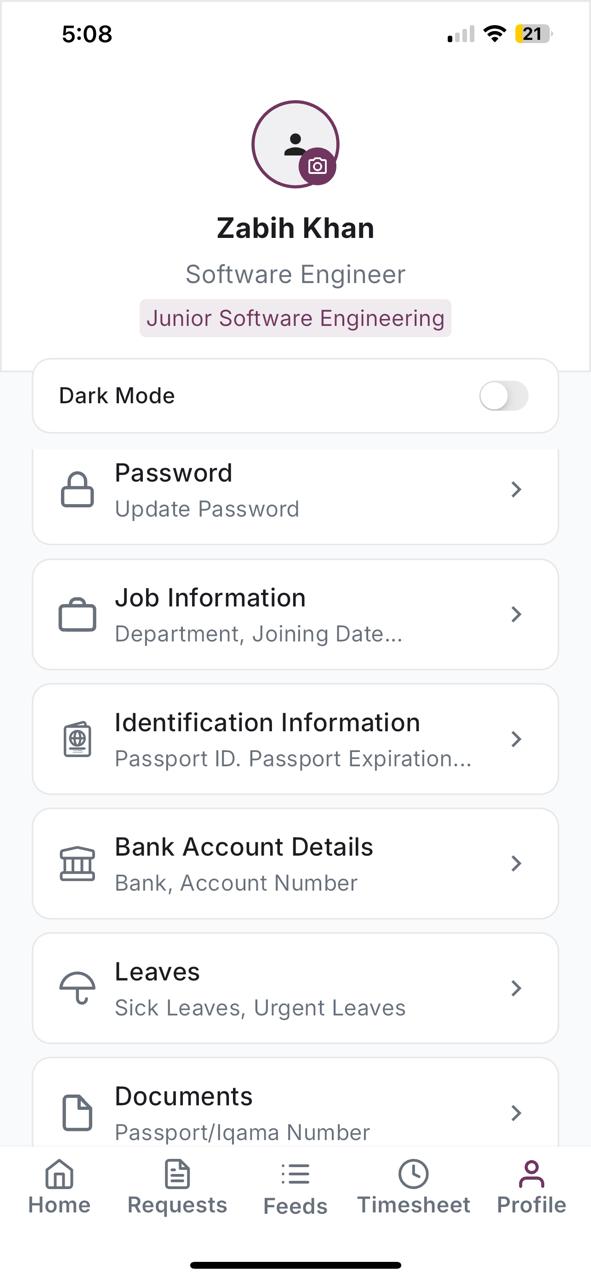 5:08
21
Zabih Khan
Software Engineer
Junior Software Engineering
Dark Mode
Password
Update Password
Job Information
Department, Joining Date...
Identification Information
Passport ID. Passport Expiration...
Bank Account Details
Bank, Account Number
Leaves
Sick Leaves, Urgent Leaves
Documents
Passport/Iqama Number
Home Requests Feeds Timesheet Profile